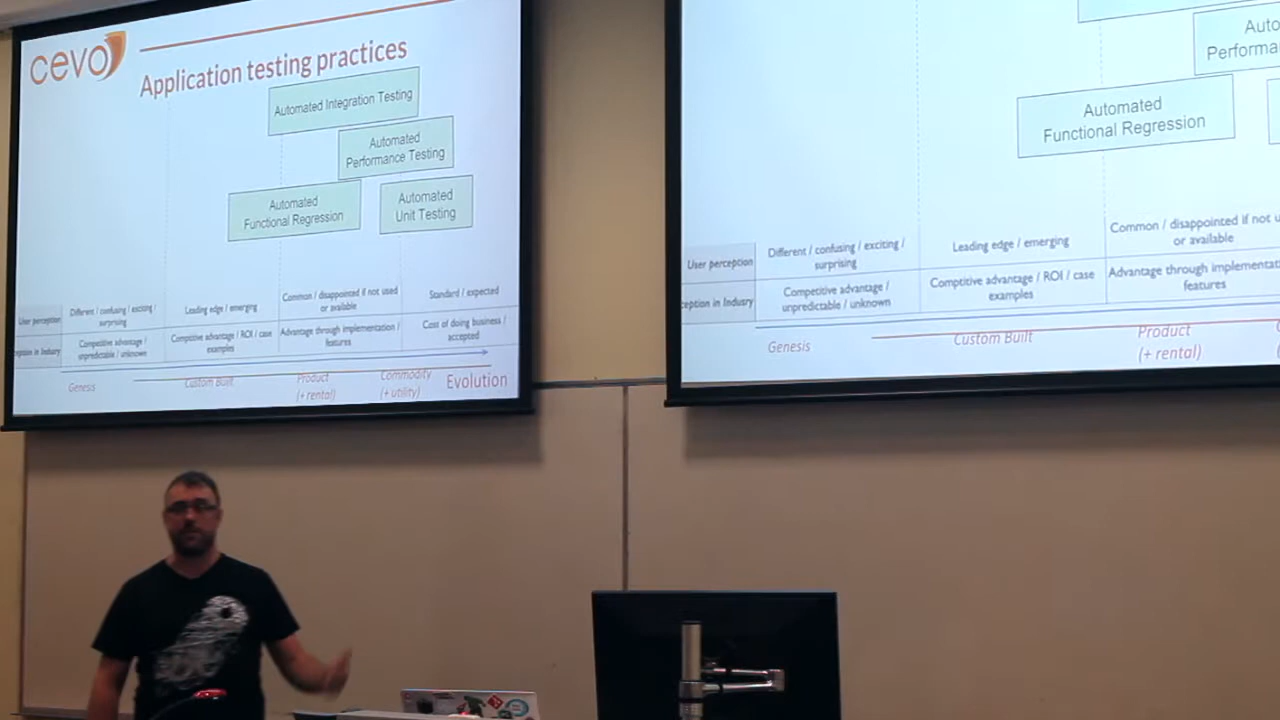 cevo
Application testing practices
Automated Integration Testing
Automated
Performance Testing
Automated
Functional Regression
Automated
Unit Testing
User perception
Different / confusing / exciting /
surprising
Leading edge / emerging
Common / disappointed if not used
or available
Standard / expected
Competitive advantage /
unpredictable / unknown
Compctitive advantage / ROI / case
examples
Advantage through implementation /
features
Cost of doing business /
accepted
Genesis
Custom Built
Product
(+ rental)
Commodity
(+ utility)
Evolution
Auto
Performa
Automated
Functional Regression
User perception
Different / confusing / exciting /
surprising
Leading edge / emerging
Common / disappointed if not u
or available
ception in Indusry
Competitive advantage /
unpredictable / unknown
Compctitive advantage / ROI / case
examples
Advantage through implementat
features
Genesis
Custom Built
Product
(+ rental)